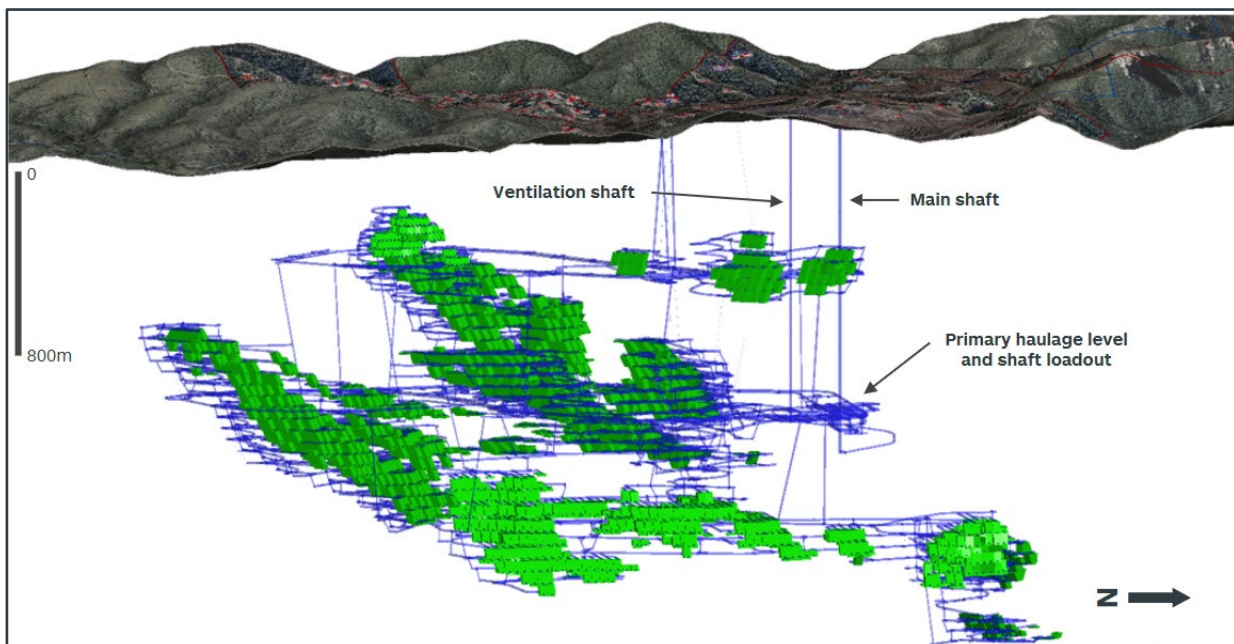 0
Ventilation shaft
Main shaft
800m
Primary haulage level
and shaft loadout
N